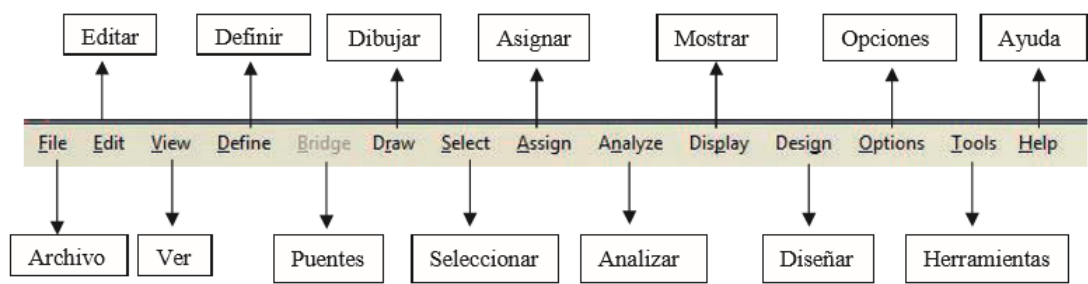 Editar Definir Dibujar Asignar Mostrar Opciones Ayuda
File Edit View Define Bridge Draw Select Assign Analyze Display Design Options Tools Help
Archivo Ver Puentes Seleccionar Analizar Diseñar Herramientas